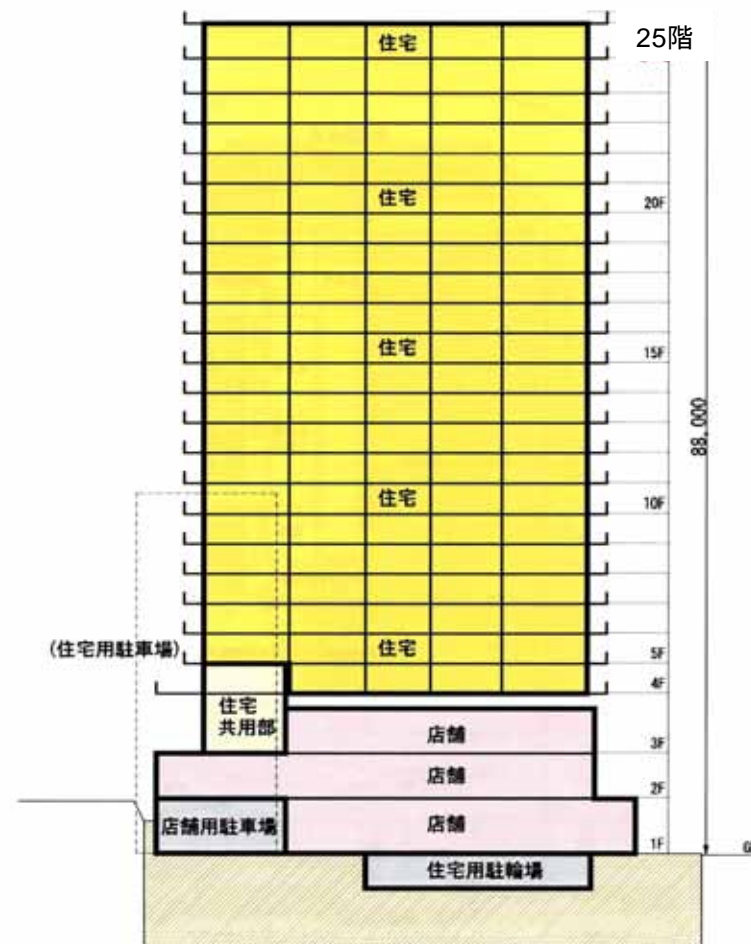 住宅
25階
住宅
20F
住宅
15F
88,000
住宅
10F
(住宅用駐車場)
住宅
5F
4F
住宅
共用部
店舗
3F
店舗
2F
店舗用駐車場
店舗
1F
G
住宅用駐輪場